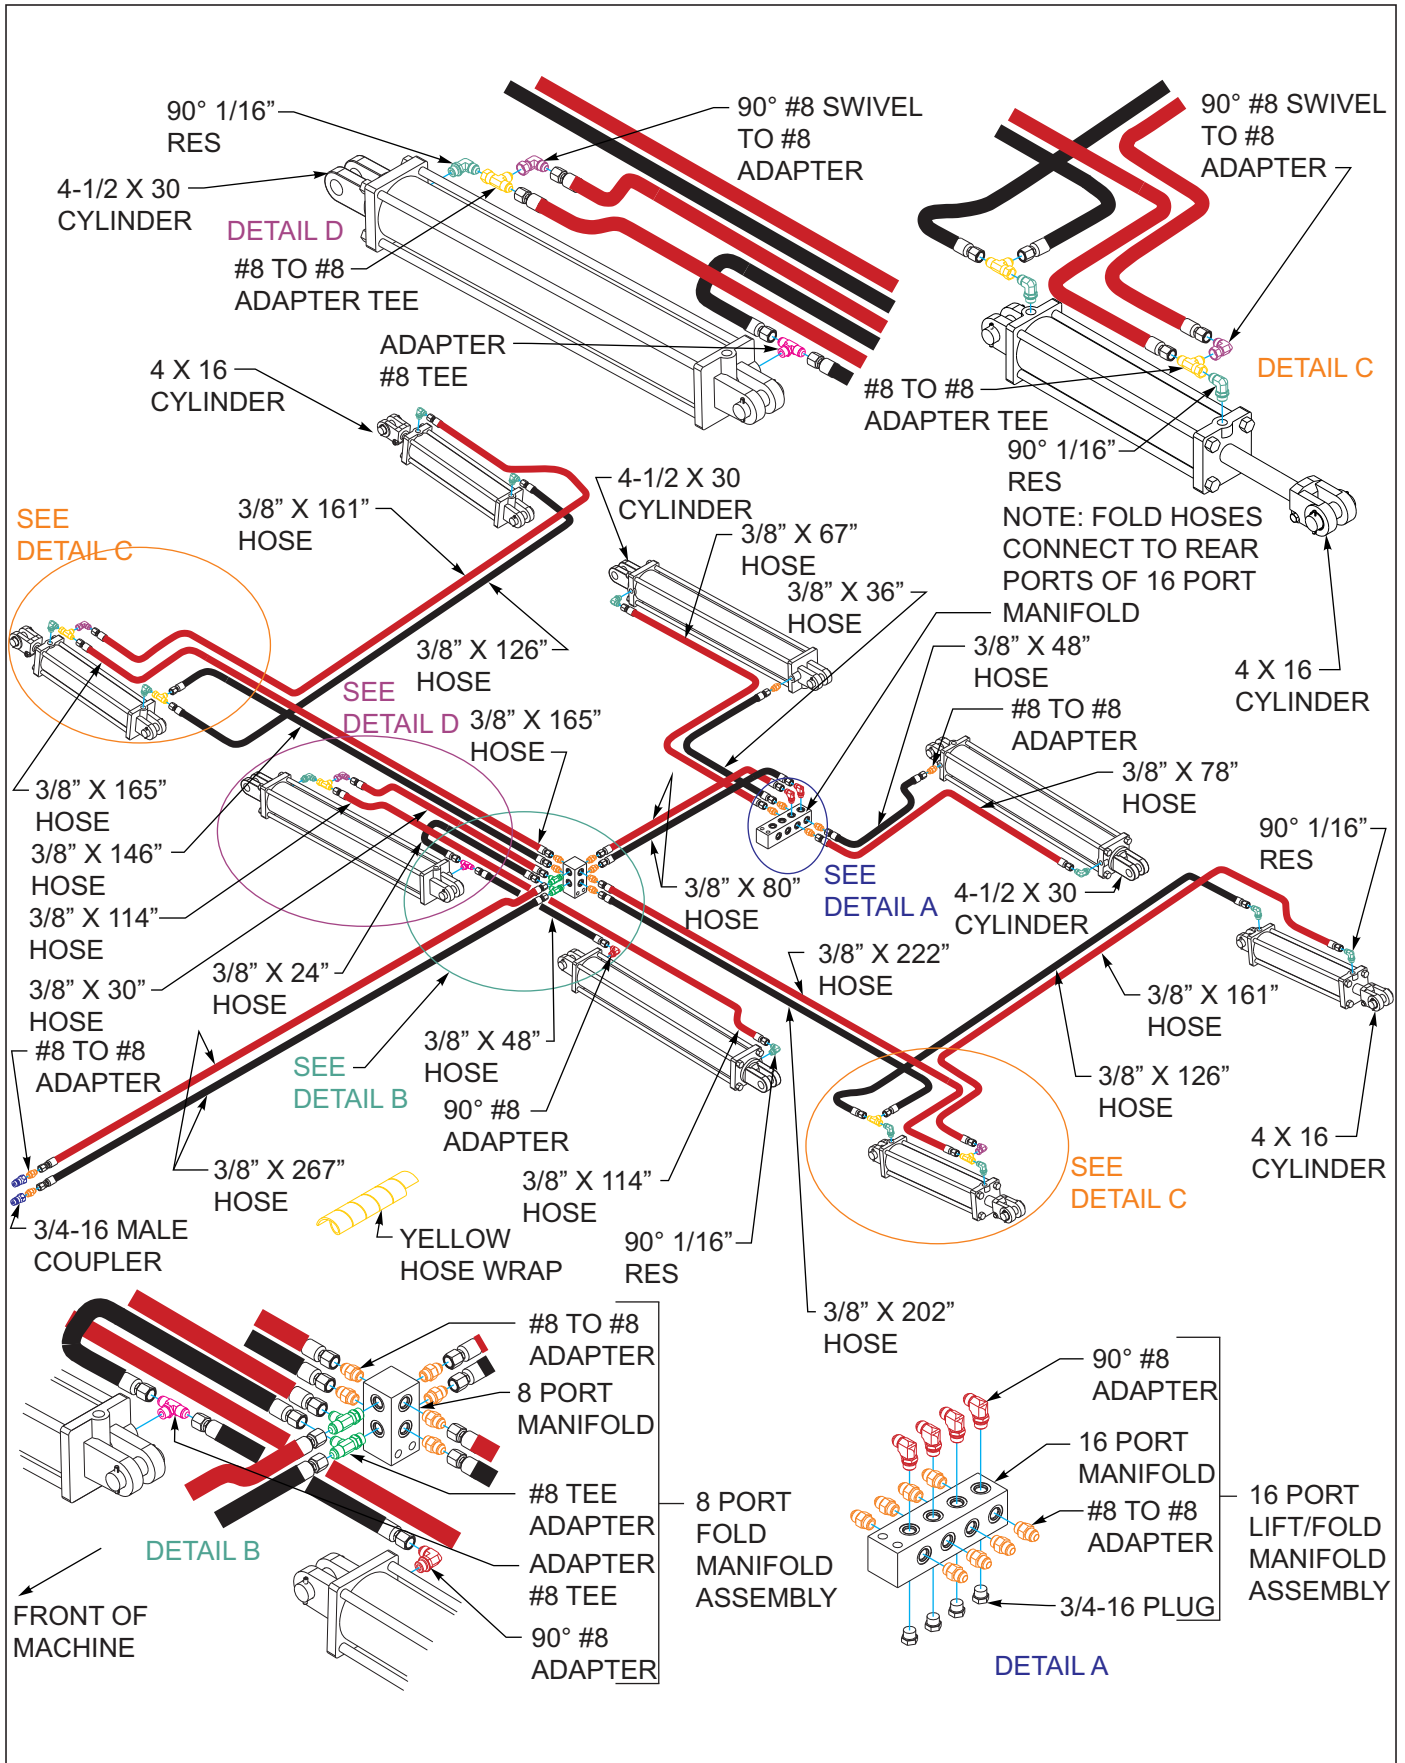 90° 1/16”
RES
4-1/2 X 30
CYLINDER
DETAIL D
#8 TO #8
ADAPTER TEE
ADAPTER
#8 TEE
90° #8 SWIVEL
TO #8
ADAPTER
90° #8 SWIVEL
TO #8
ADAPTER
DETAIL C
#8 TO #8
ADAPTER TEE
90° 1/16”
RES
4 X 16
CYLINDER
NOTE: FOLD HOSES
CONNECT TO REAR
PORTS OF 16 PORT
MANIFOLD
4 X 16
CYLINDER
SEE
DETAIL C
3/8” X 161”
HOSE
3/8” X 126”
HOSE
4-1/2 X 30
CYLINDER
3/8” X 67”
HOSE
3/8” X 36”
HOSE
3/8” X 48”
HOSE
#8 TO #8
ADAPTER
3/8” X 78”
HOSE
SEE
DETAIL D
3/8” X 165”
HOSE
3/8” X 165”
HOSE
3/8” X 146”
HOSE
3/8” X 114”
HOSE
3/8” X 30”
HOSE
3/8” X 24”
HOSE
3/8” X 80”
HOSE
SEE
DETAIL A
4-1/2 X 30
CYLINDER
90° 1/16”
RES
3/8” X 222”
HOSE
3/8” X 161”
HOSE
3/8” X 126”
HOSE
4 X 16
CYLINDER
#8 TO #8
ADAPTER
SEE
DETAIL B
3/8” X 48”
HOSE
90° #8
ADAPTER
3/8” X 114”
HOSE
90° 1/16”
RES
SEE
DETAIL C
3/8” X 267”
HOSE
3/4-16 MALE
COUPLER
YELLOW
HOSE WRAP
3/8” X 202”
HOSE
#8 TO #8
ADAPTER
8 PORT
MANIFOLD
#8 TEE
ADAPTER
ADAPTER
#8 TEE
90° #8
ADAPTER
8 PORT
FOLD
MANIFOLD
ASSEMBLY
DETAIL B
FRONT OF
MACHINE
90° #8
ADAPTER
16 PORT
MANIFOLD
#8 TO #8
ADAPTER
3/4-16 PLUG
16 PORT
LIFT/FOLD
MANIFOLD
ASSEMBLY
DETAIL A